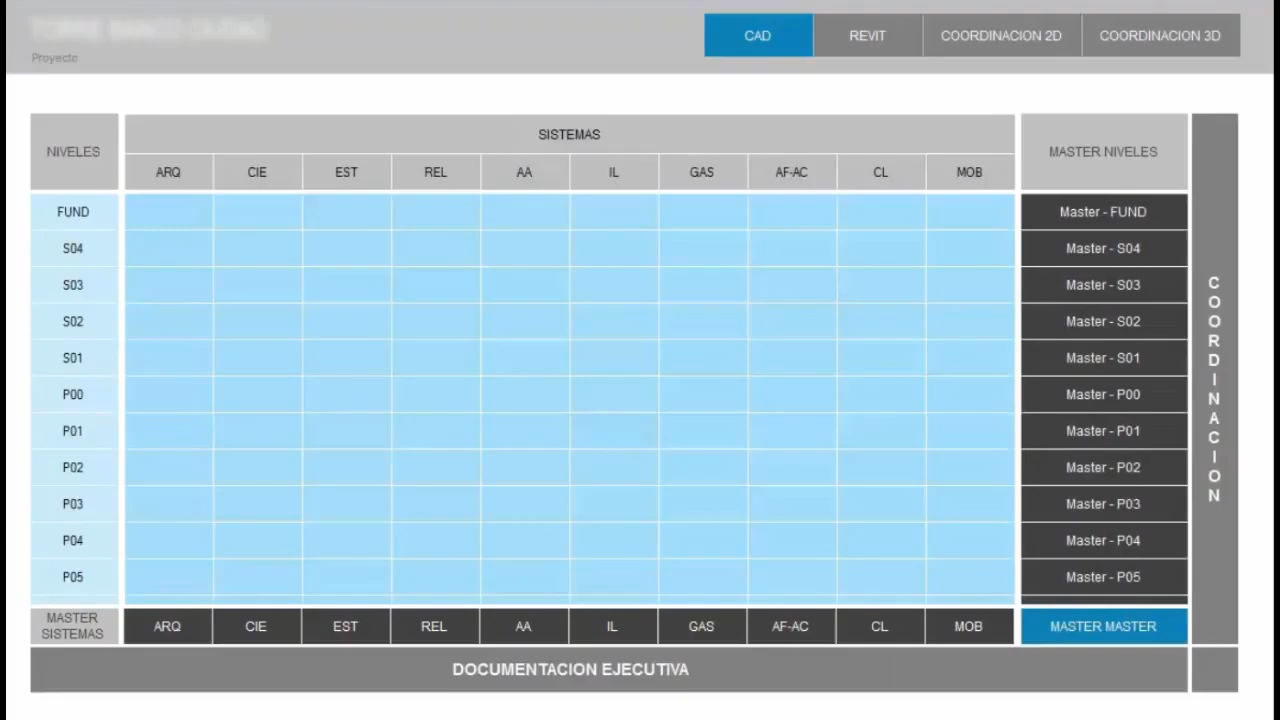 CAD
REVIT
COORDINACION 2D
COORDINACION 3D
Proyecto
NIVELES
SISTEMAS
MASTER NIVELES
ARQ
CIE
EST
REL
AA
IL
GAS
AF-AC
CL
MOB
FUND
Master - FUND
S04
Master - S04
S03
Master - S03
S02
Master - S02
S01
Master - S01
P00
Master - P00
P01
Master - P01
P02
Master - P02
P03
Master - P03
P04
Master - P04
P05
Master - P05
COORDINACION
MASTER
SISTEMAS
ARQ
CIE
EST
REL
AA
IL
GAS
AF-AC
CL
MOB
MASTER MASTER
DOCUMENTACION EJECUTIVA